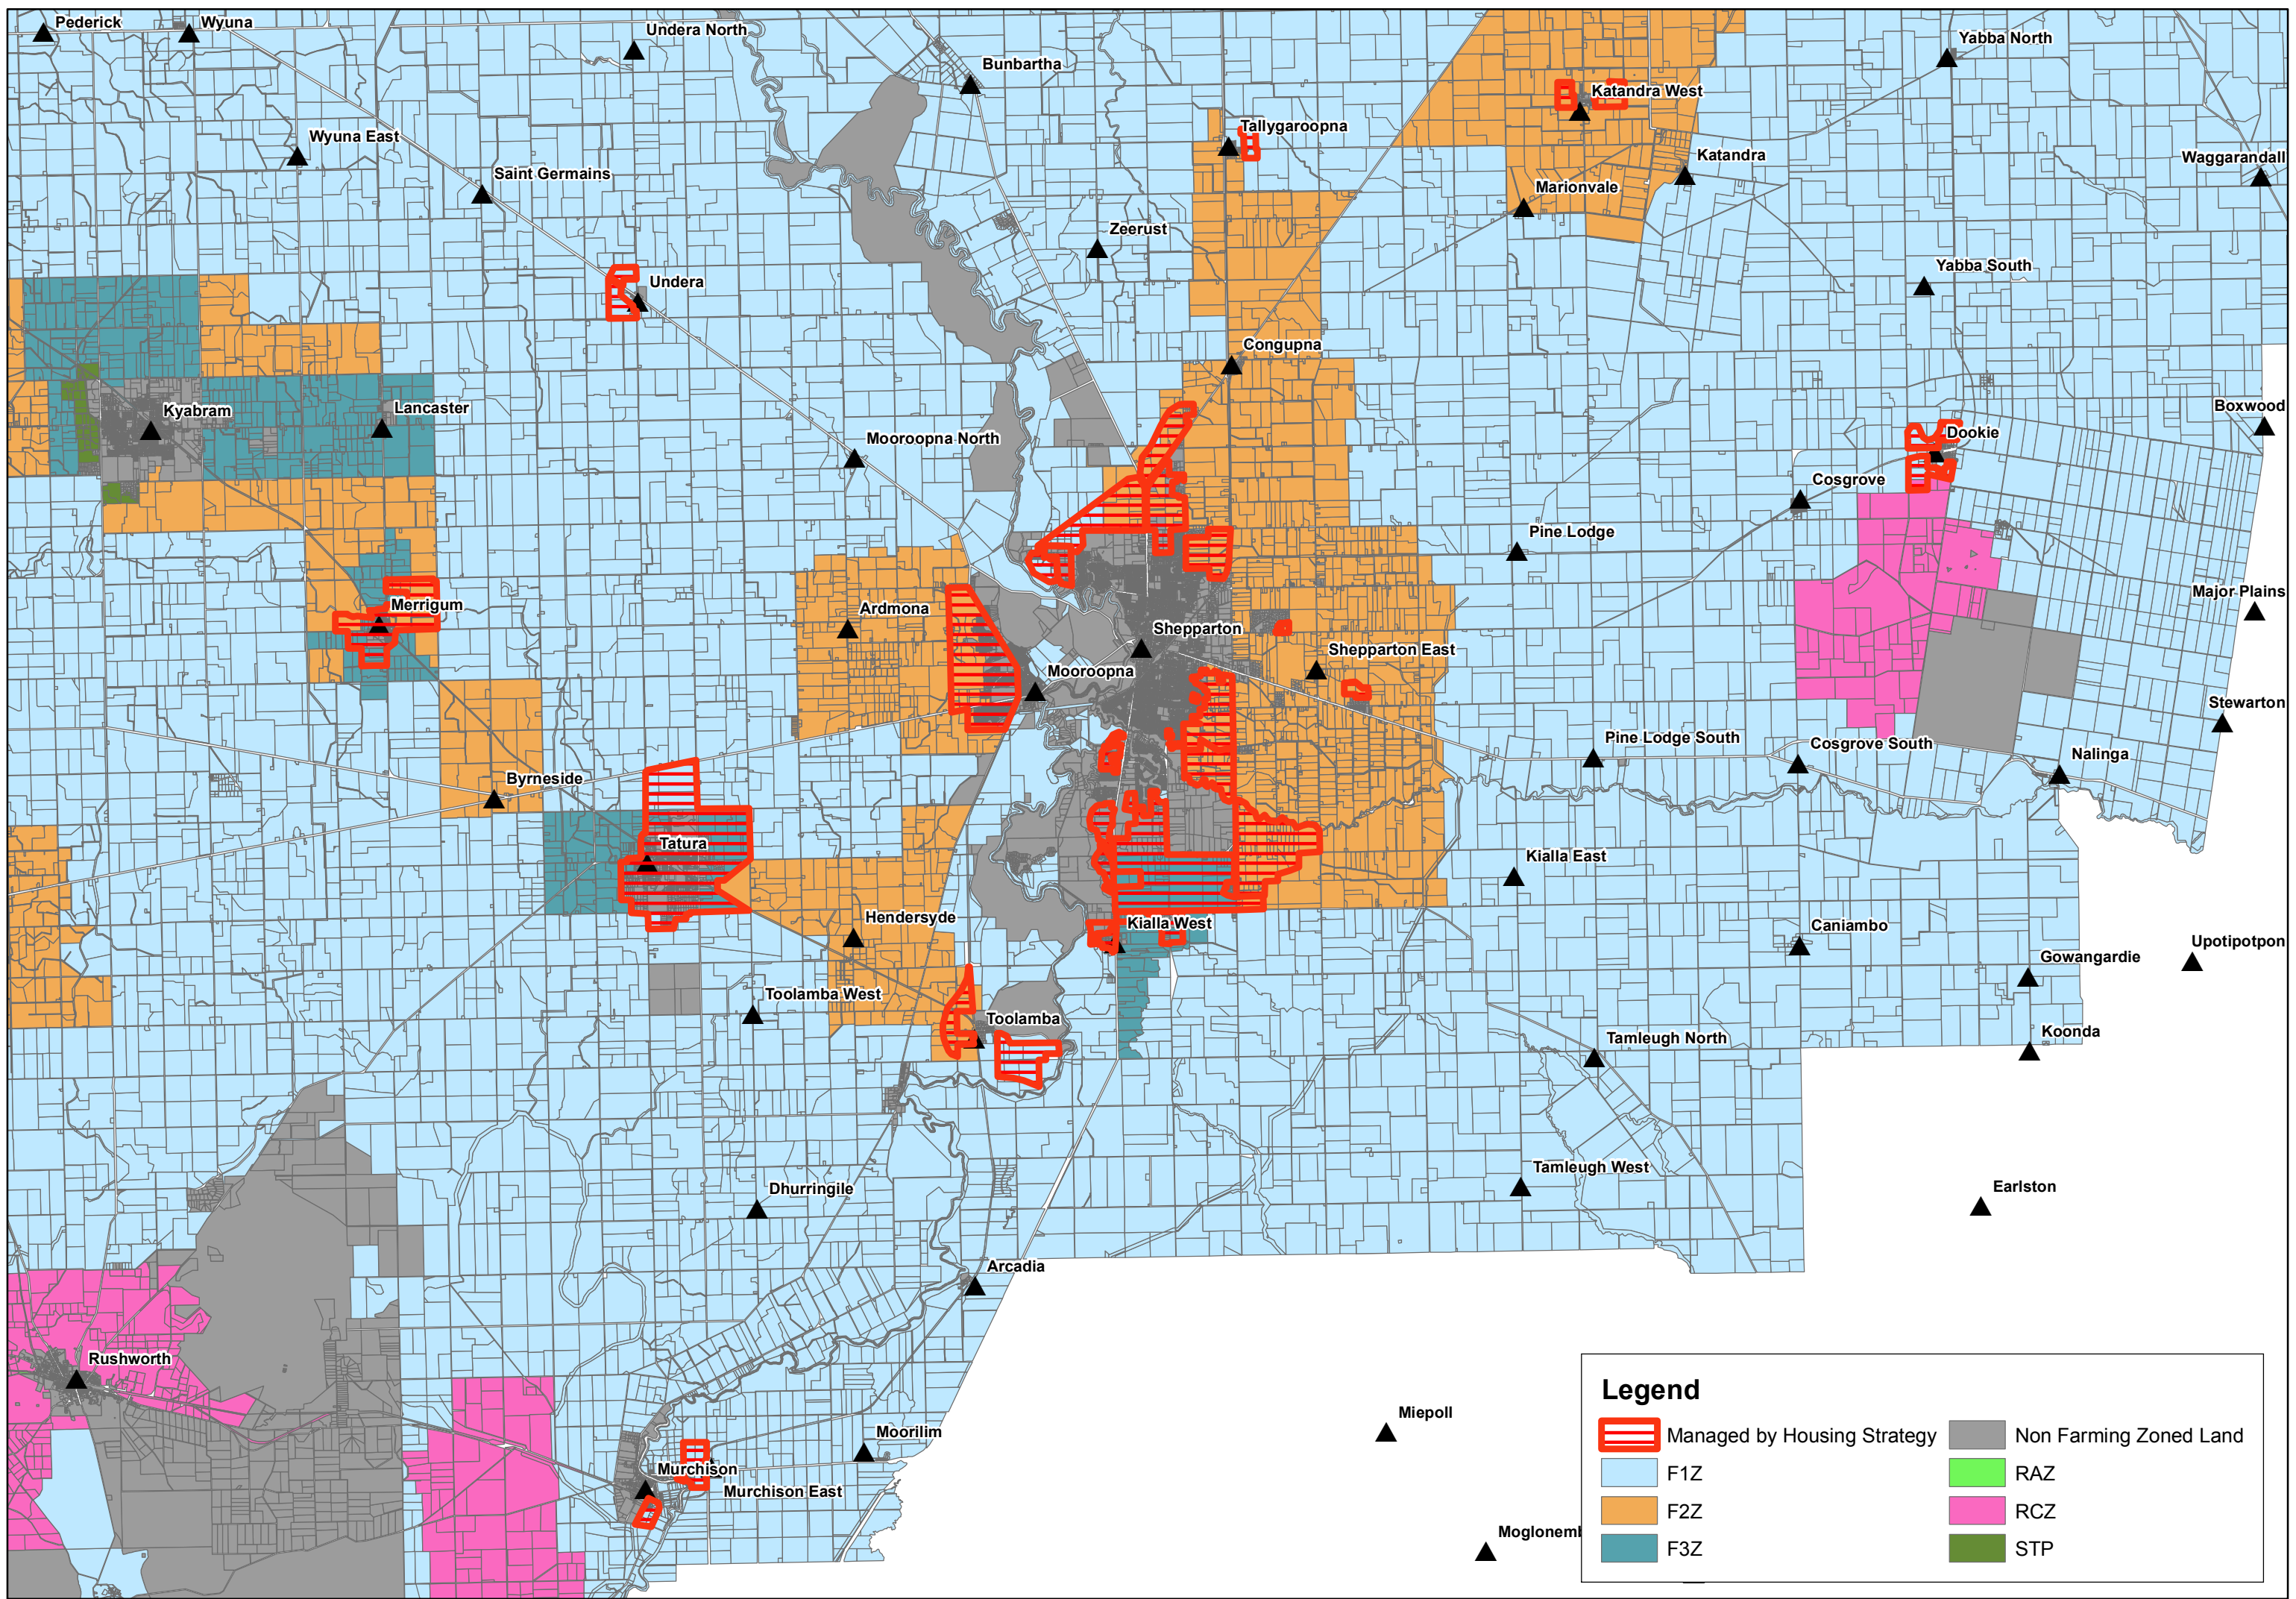 Pederick
Wyuna
Undera North
Bunbartha
Yabba North
Katandra West
Tallygaroopna
Wyuna East
Katandra
Waggarandall
Saint Germains
Marionvale
Zeerust
Yabba South
Undera
Congupna
Kyabram
Lancaster
Boxwood
Mooroopna North
Dookie
Cosgrove
Pine Lodge
Major Plains
Merrigum
Ardmona
Shepparton
Shepparton East
Mooroopna
Stewarton
Pine Lodge South
Cosgrove South
Nalinga
Byrneside
Tatura
Kialla East
Hendersyde
Kialla West
Caniambo
Upotipotpon
Gowangardie
Toolamba West
Toolamba
Koonda
Tamleugh North
Tamleugh West
Dhurringile
Earlston
Arcadia
Rushworth
Miepoll
Moorilim
Murchison
Murchison East
Moglonemb
Legend
Managed by Housing Strategy
F1Z
F2Z
F3Z
Non Farming Zoned Land
RAZ
RCZ
STP